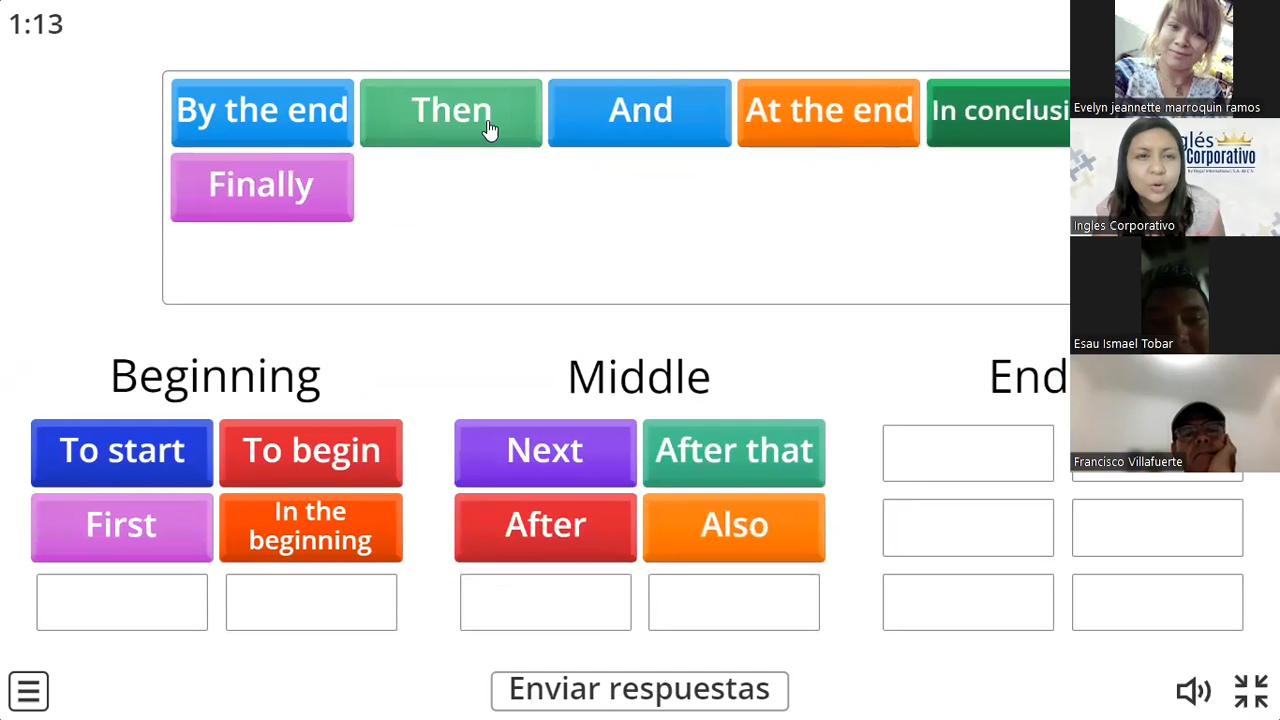 1:13
By the end
Then
And
At the end
In conclusi
Finally
Beginning
Middle
End
To start
To begin
Next
After that
First
In the
beginning
After
Also
Enviar respuestas
Evelyn jeannette marroquin ramos
glés
Corporativo
Ingles Corporativo
Esau Ismael Tobar
Francisco Villafuerte